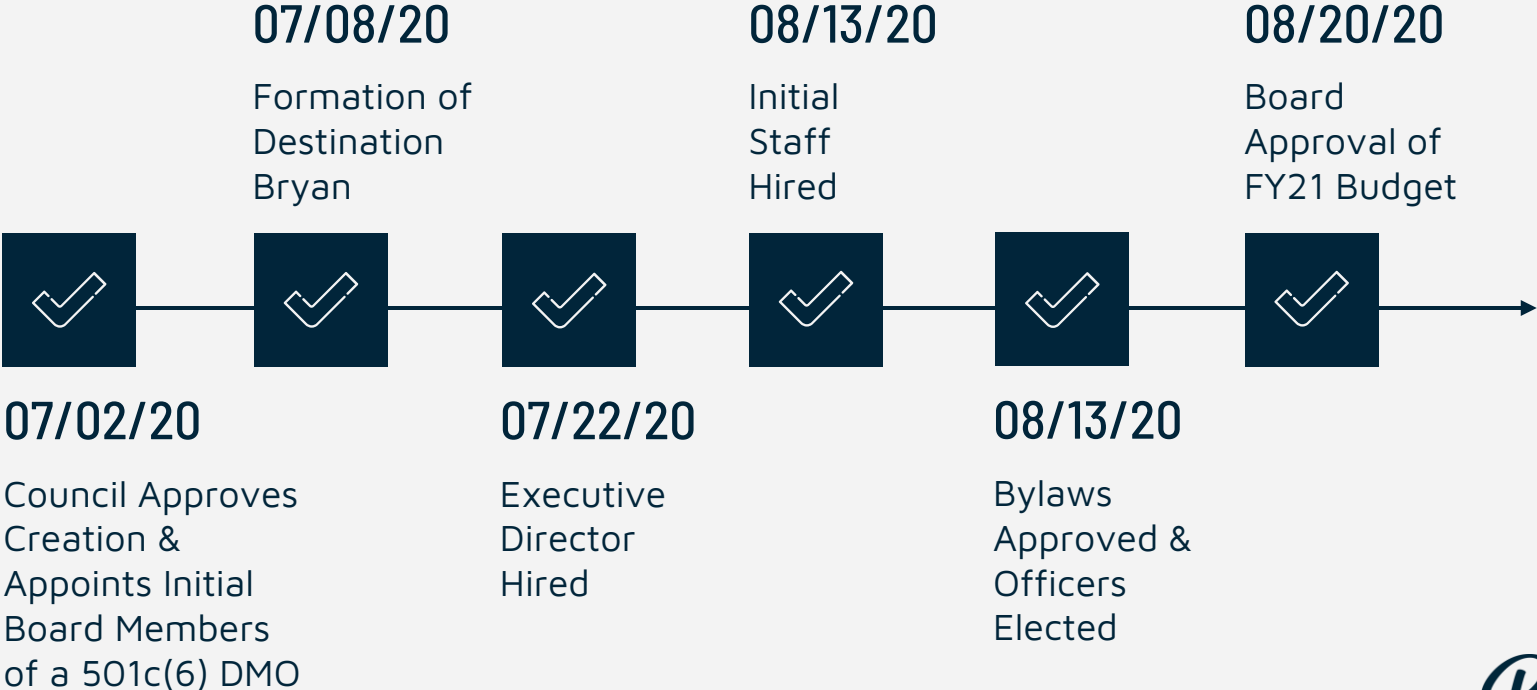 07/08/20
Formation of
Destination
Bryan
08/13/20
Initial
Staff
Hired
08/20/20
Board
Approval of
FY21 Budget
07/02/20
Council Approves
Creation &
Appoints Initial
Board Members
of a 501c(6) DMO
07/22/20
Executive
Director
Hired
08/13/20
Bylaws
Approved &
Officers
Elected